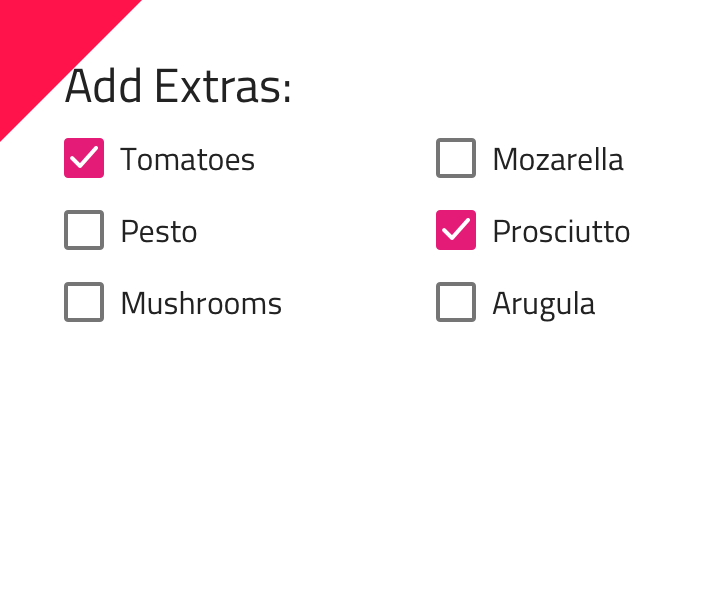 Add Extras:
Tomatoes
Mozarella
Pesto
Prosciutto
Mushrooms
Arugula